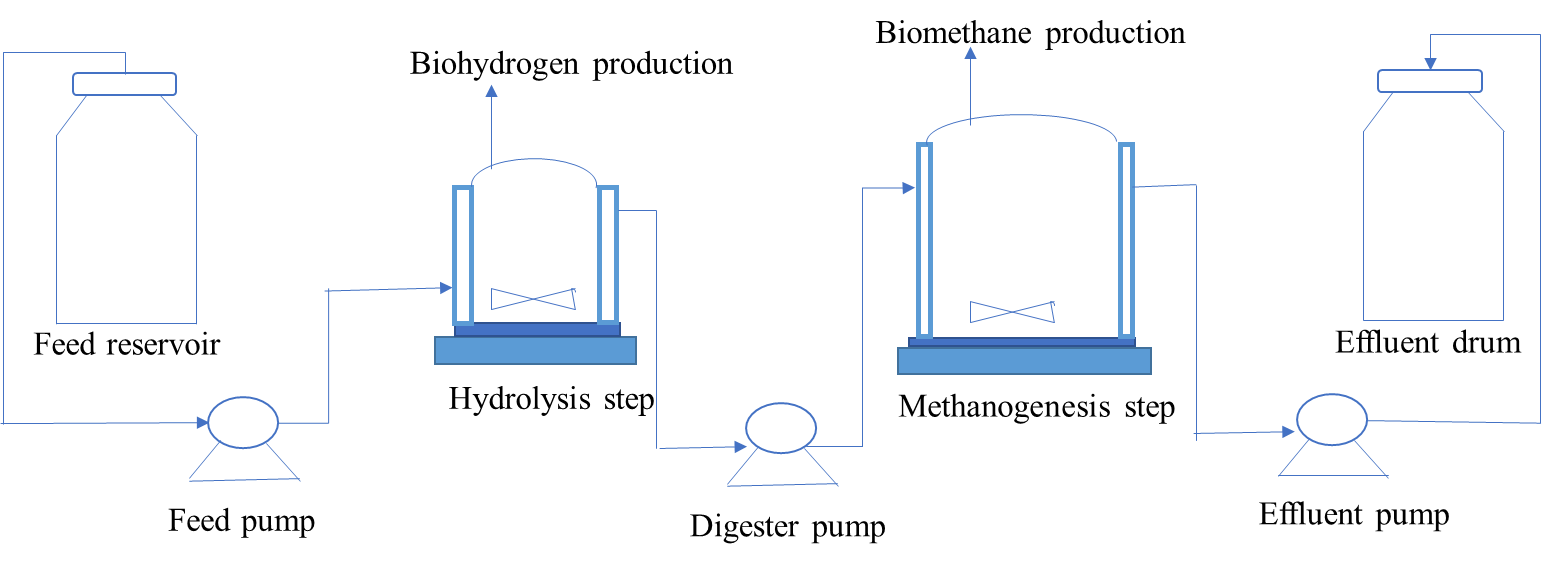 Biomethane production
Biohydrogen production
Feed reservoir
Effluent drum
Hydrolysis step
Methanogenesis step
Feed pump
Digester pump
Effluent pump